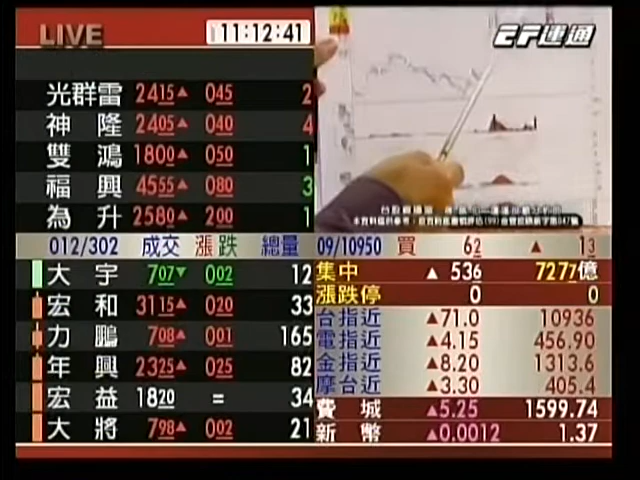 LIVE 11:12:41
EF運通
光群雷 2415▲ 045 2
神隆 2405▲ 040 4
雙鴻 1800▲ 050 1
福興 4555▲ 080 3
為升 2580▲ 200 1
012/302 成交 漲跌 總量
大宇 707▼ 002 12
宏和 3115▲ 020 33
力鵬 708▲ 001 165
年興 2325▲ 025 82
宏益 1820 = 34
大將 798▲ 002 21
09/10950 買 62 ▲ 13
集中 ▲ 536 7277億
漲跌停 0 0
台指近 ▲71.0 10936
電指近 ▲4.15 456.90
金指近 ▲8.20 1313.6
摩台近 ▲3.30 405.4
費城 ▲5.25 1599.74
新幣 ▲0.0012 1.37